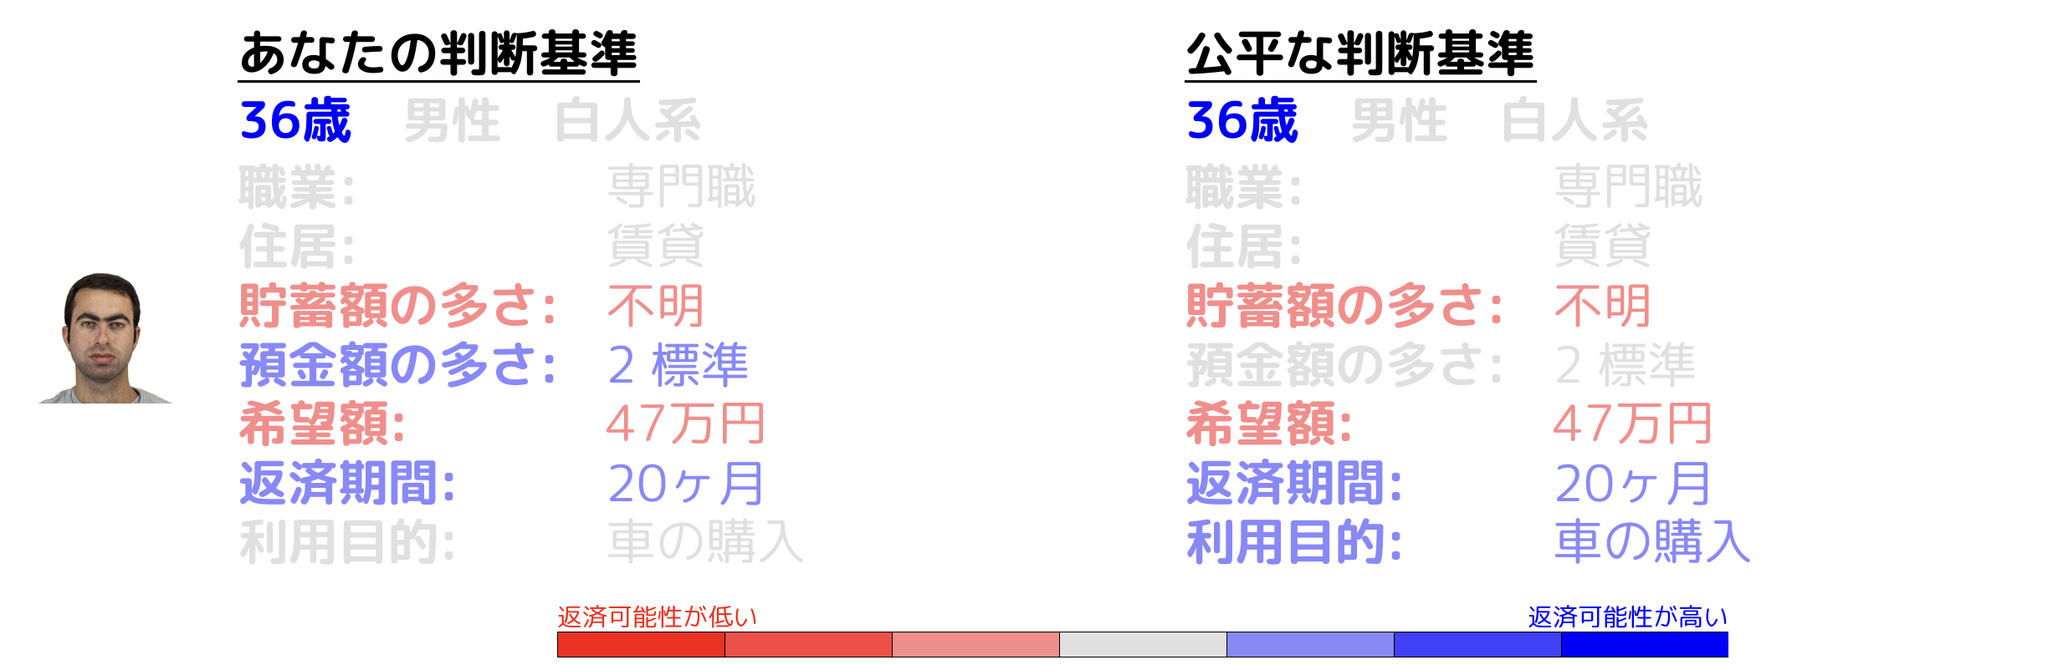 あなたの判断基準
36歳 男性 白人系
職業: 専門職
住居: 賃貸
貯蓄額の多さ: 不明
預金額の多さ: 2 標準
希望額: 47万円
返済期間: 20ヶ月
利用目的: 車の購入
公平な判断基準
36歳 男性 白人系
職業: 専門職
住居: 賃貸
貯蓄額の多さ: 不明
預金額の多さ: 2 標準
希望額: 47万円
返済期間: 20ヶ月
利用目的: 車の購入
返済可能性が低い
返済可能性が高い